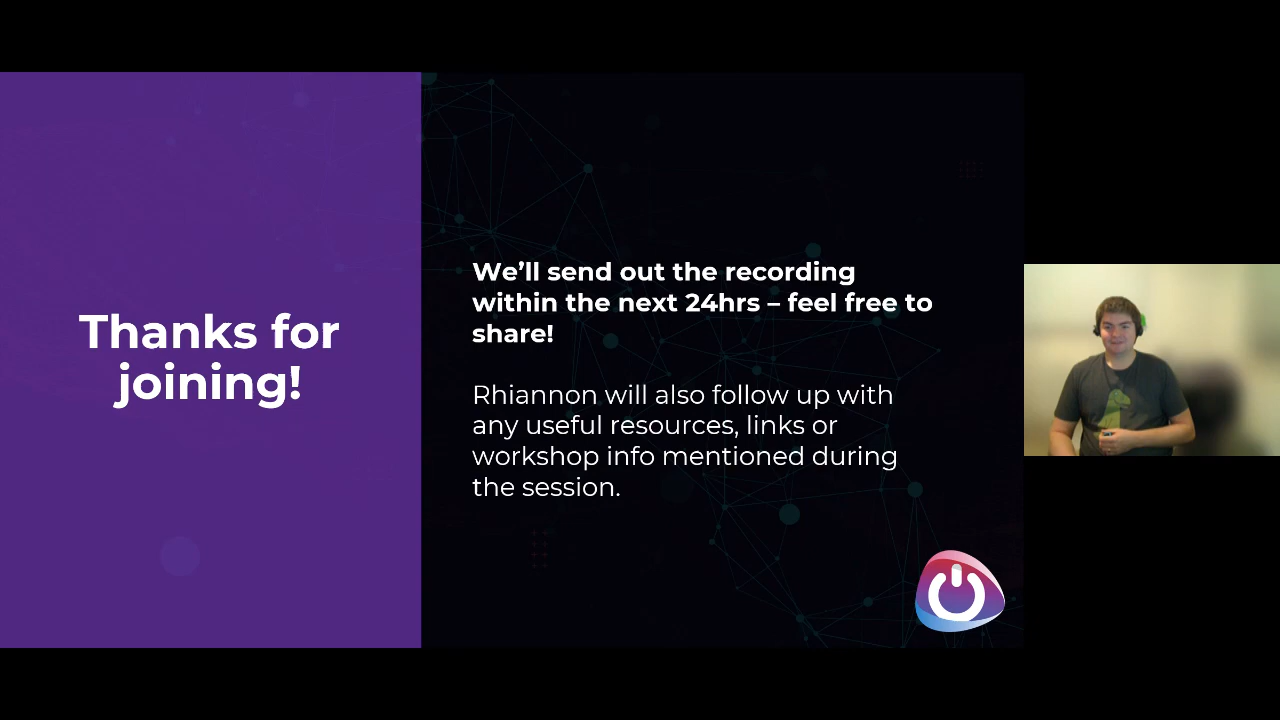 Thanks for
joining!
We’ll send out the recording
within the next 24hrs – feel free to
share!
Rhiannon will also follow up with
any useful resources, links or
workshop info mentioned during
the session.